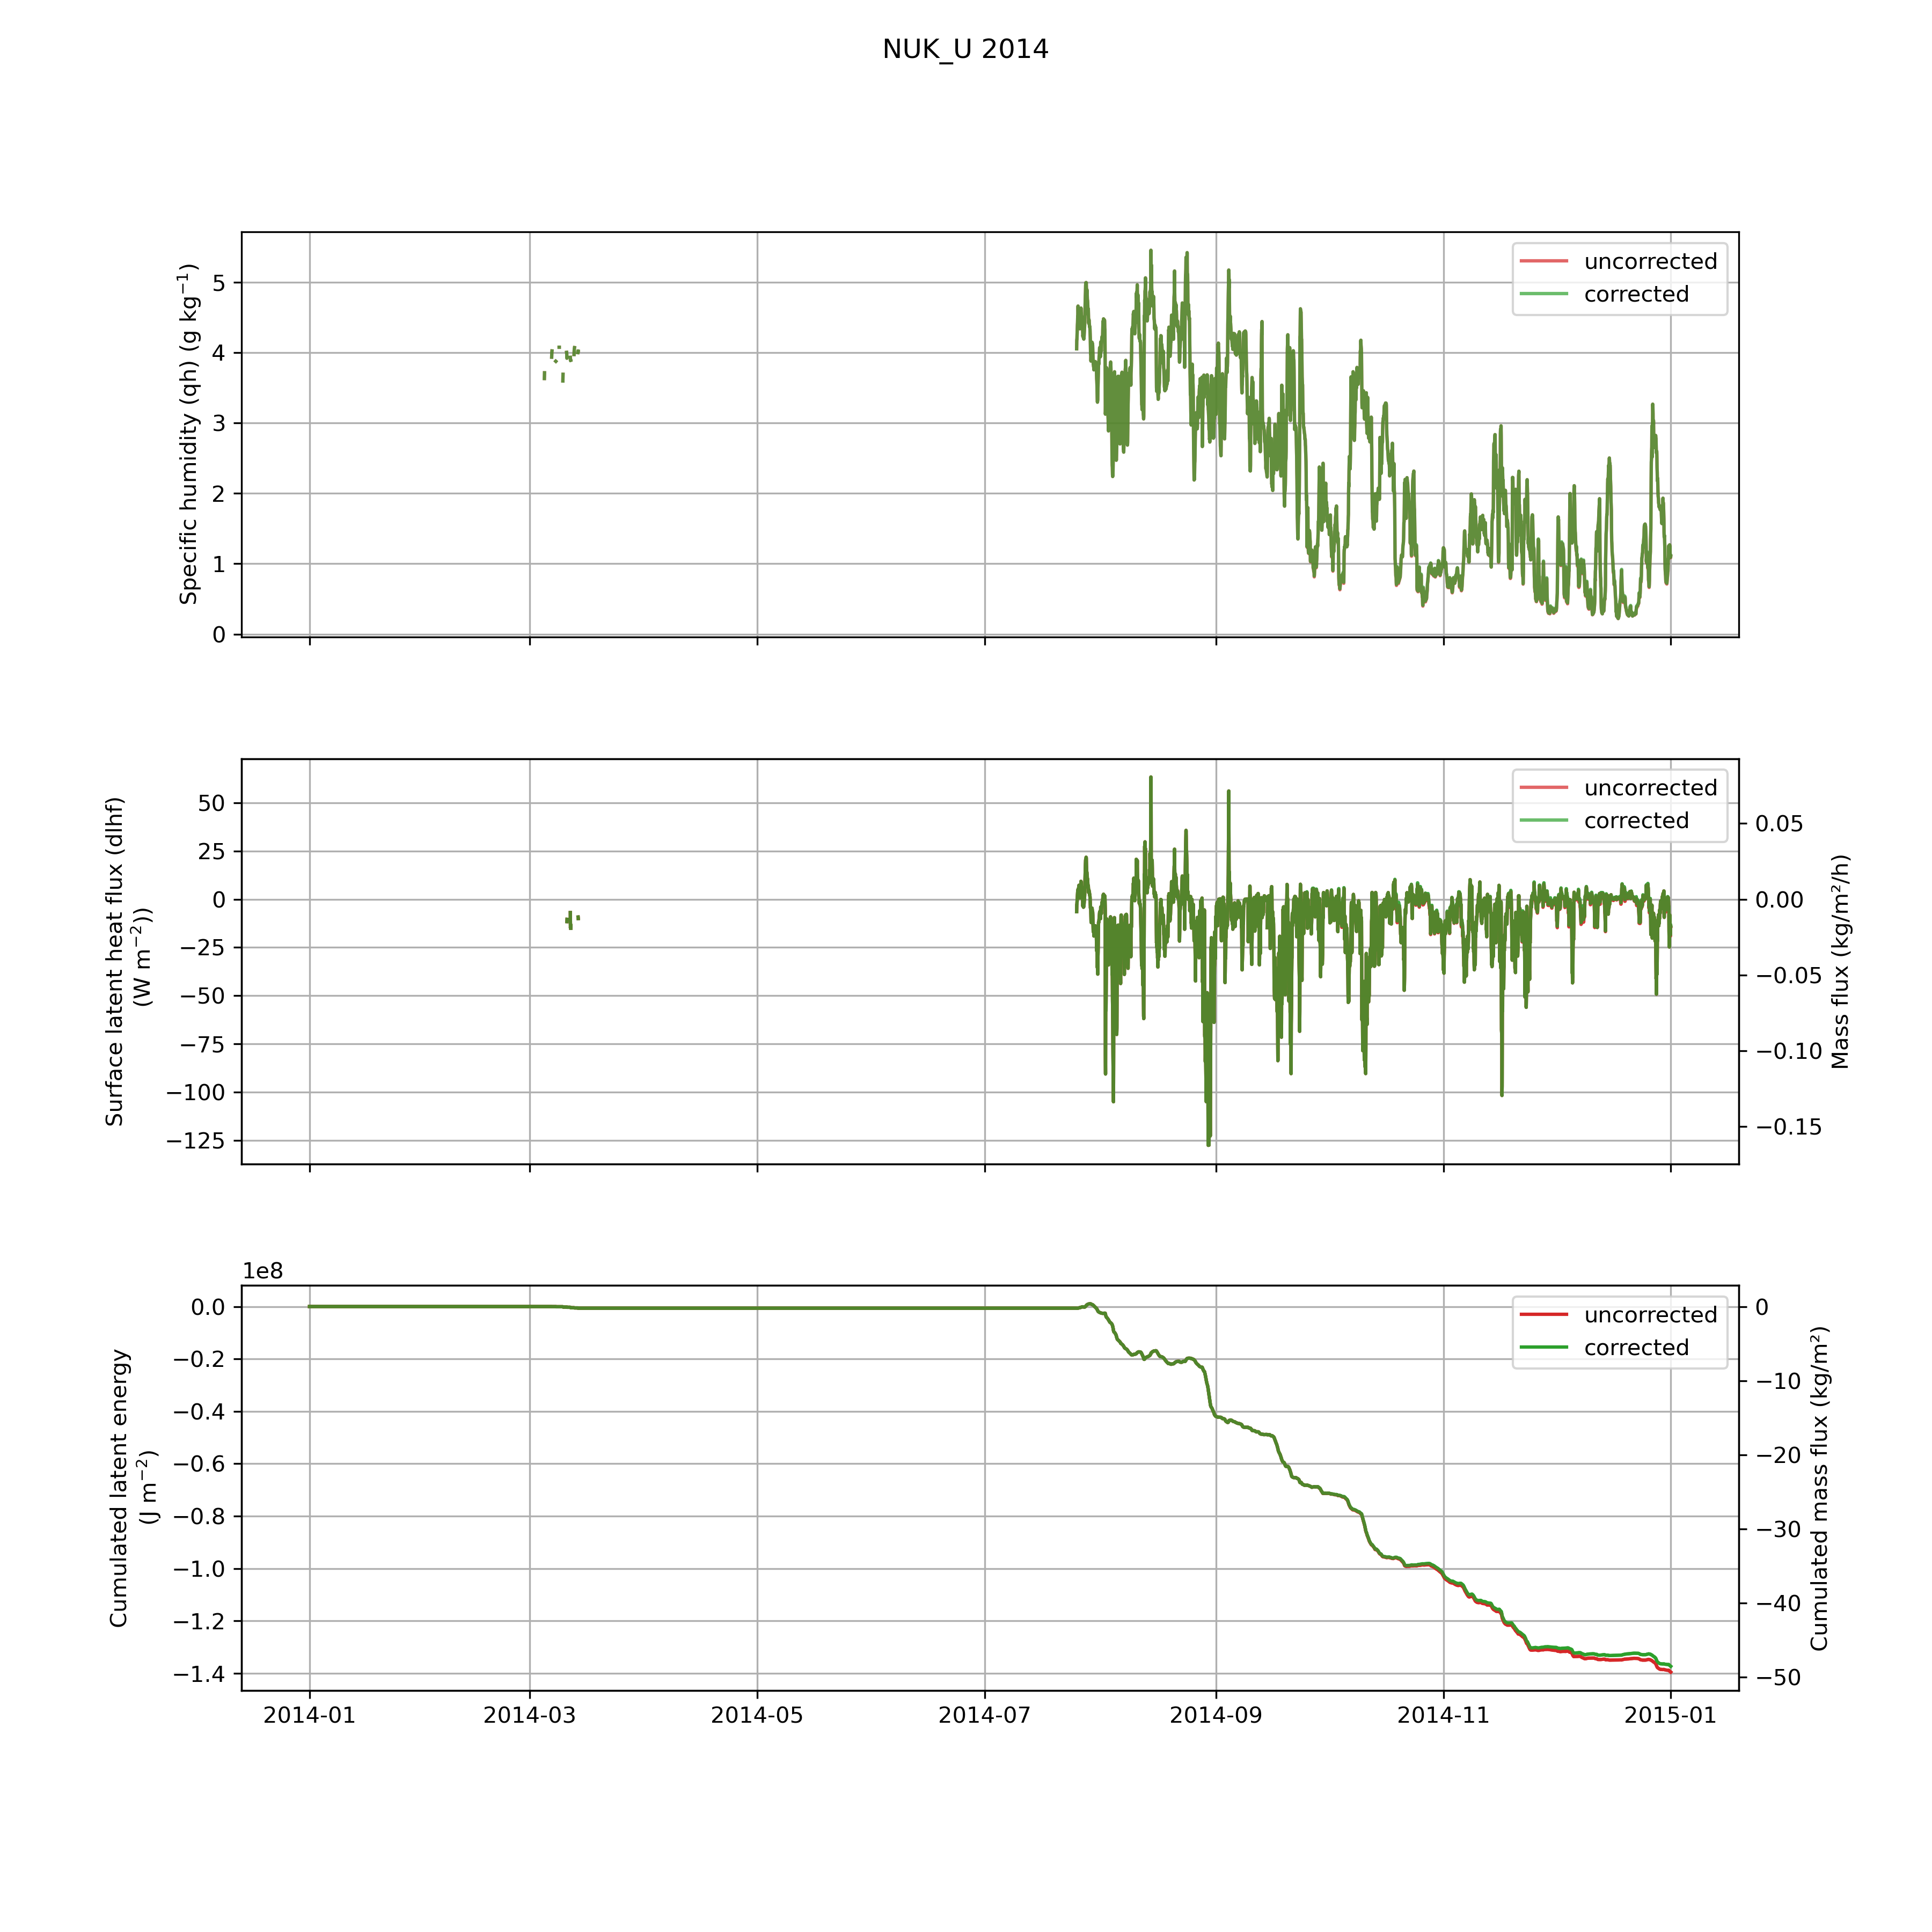 NUK_U 2014
Specific humidity (qh) (g kg⁻¹)
5
4
3
2
1
0
uncorrected
corrected
Surface latent heat flux (dlhf)
(W m⁻²))
50
25
0
−25
−50
−75
−100
−125
uncorrected
corrected
0.05
0.00
−0.05
−0.10
−0.15
Mass flux (kg/m²/h)
1e8
Cumulated latent energy
(J m⁻²)
0.0
−0.2
−0.4
−0.6
−0.8
−1.0
−1.2
−1.4
uncorrected
corrected
0
−10
−20
−30
−40
−50
Cumulated mass flux (kg/m²)
2014-01
2014-03
2014-05
2014-07
2014-09
2014-11
2015-01